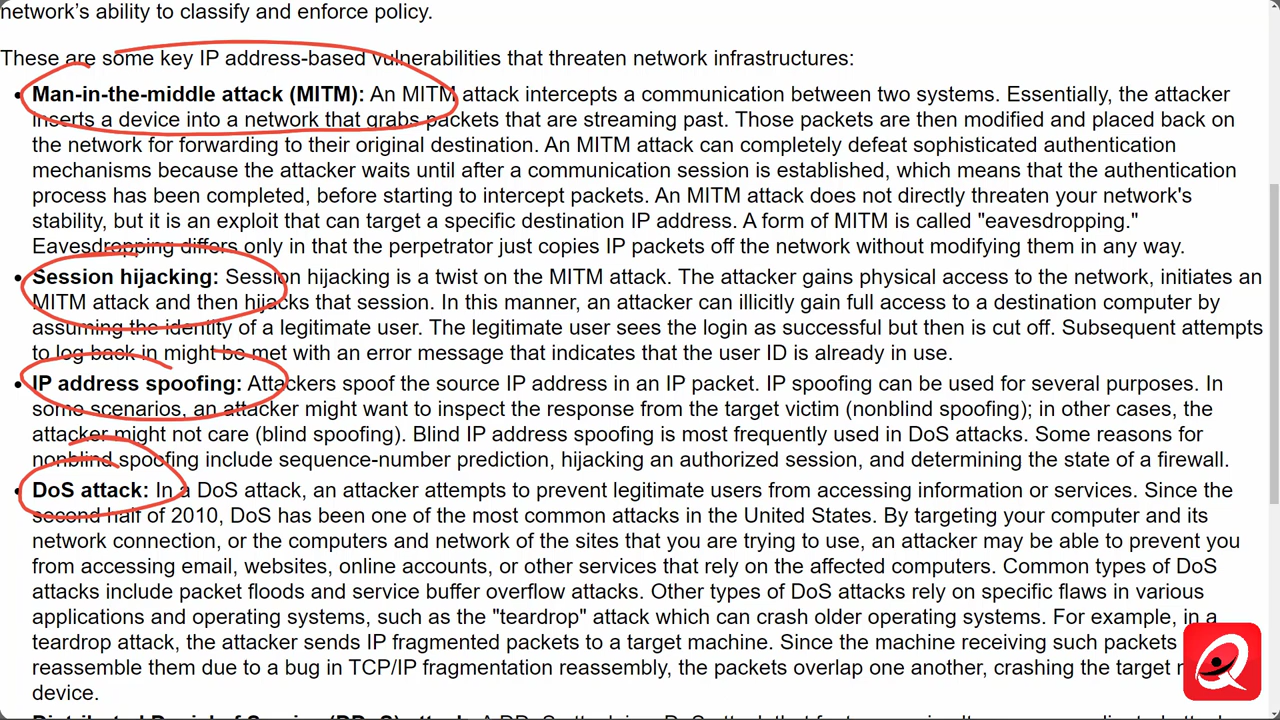 network's ability to classify and enforce policy.
These are some key IP address-based vulnerabilities that threaten network infrastructures:
• Man-in-the-middle attack (MITM): An MITM attack intercepts a communication between two systems. Essentially, the attacker
inserts a device into a network that grabs packets that are streaming past. Those packets are then modified and placed back on
the network for forwarding to their original destination. An MITM attack can completely defeat sophisticated authentication
mechanisms because the attacker waits until after a communication session is established, which means that the authentication
process has been completed, before starting to intercept packets. An MITM attack does not directly threaten your network's
stability, but it is an exploit that can target a specific destination IP address. A form of MITM is called "eavesdropping."
Eavesdropping differs only in that the perpetrator just copies IP packets off the network without modifying them in any way.
• Session hijacking: Session hijacking is a twist on the MITM attack. The attacker gains physical access to the network, initiates an
MITM attack and then hijacks that session. In this manner, an attacker can illicitly gain full access to a destination computer by
assuming the identity of a legitimate user. The legitimate user sees the login as successful but then is cut off. Subsequent attempts
to log back in might be met with an error message that indicates that the user ID is already in use.
• IP address spoofing: Attackers spoof the source IP address in an IP packet. IP spoofing can be used for several purposes. In
some scenarios, an attacker might want to inspect the response from the target victim (nonblind spoofing); in other cases, the
attacker might not care (blind spoofing). Blind IP address spoofing is most frequently used in DoS attacks. Some reasons for
nonblind spoofing include sequence-number prediction, hijacking an authorized session, and determining the state of a firewall.
• DoS attack: In a DoS attack, an attacker attempts to prevent legitimate users from accessing information or services. Since the
second half of 2010, DoS has been one of the most common attacks in the United States. By targeting your computer and its
network connection, or the computers and network of the sites that you are trying to use, an attacker may be able to prevent you
from accessing email, websites, online accounts, or other services that rely on the affected computers. Common types of DoS
attacks include packet floods and service buffer overflow attacks. Other types of DoS attacks rely on specific flaws in various
applications and operating systems, such as the "teardrop" attack which can crash older operating systems. For example, in a
teardrop attack, the attacker sends IP fragmented packets to a target machine. Since the machine receiving such packets
reassemble them due to a bug in TCP/IP fragmentation reassembly, the packets overlap one another, crashing the target
device.